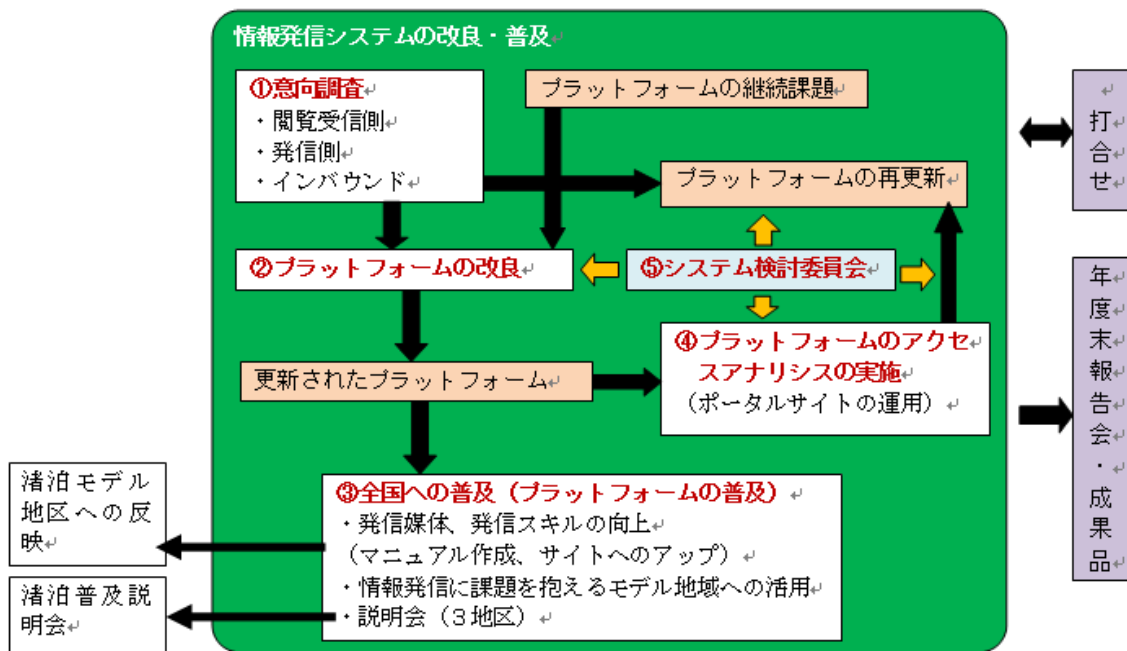 情報発信システムの改良・普及
①意向調査
・閲覧受信側
・発信側
・インバウンド
プラットフォームの継続課題
プラットフォームの再更新
②プラットフォームの改良
⑤システム検討委員会
④プラットフォームのアクセ
スアナリシスの実施
（ポータルサイトの運用）
更新されたプラットフォーム
③全国への普及（プラットフォームの普及）
・発信媒体、発信スキルの向上
（マニュアル作成、サイトへのアップ）
・情報発信に課題を抱えるモデル地域への活用
・説明会（３地区）
渚泊モデル
地区への反
映
渚泊普及説
明会
打合せ
年度末報告会・成果品